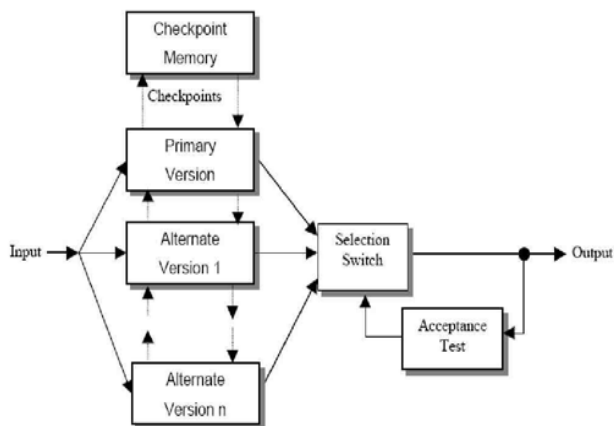 Checkpoint
Memory
Checkpoints
Primary
Version
Input
Alternate
Version 1
Selection
Switch
Output
Acceptance
Test
Alternate
Version n